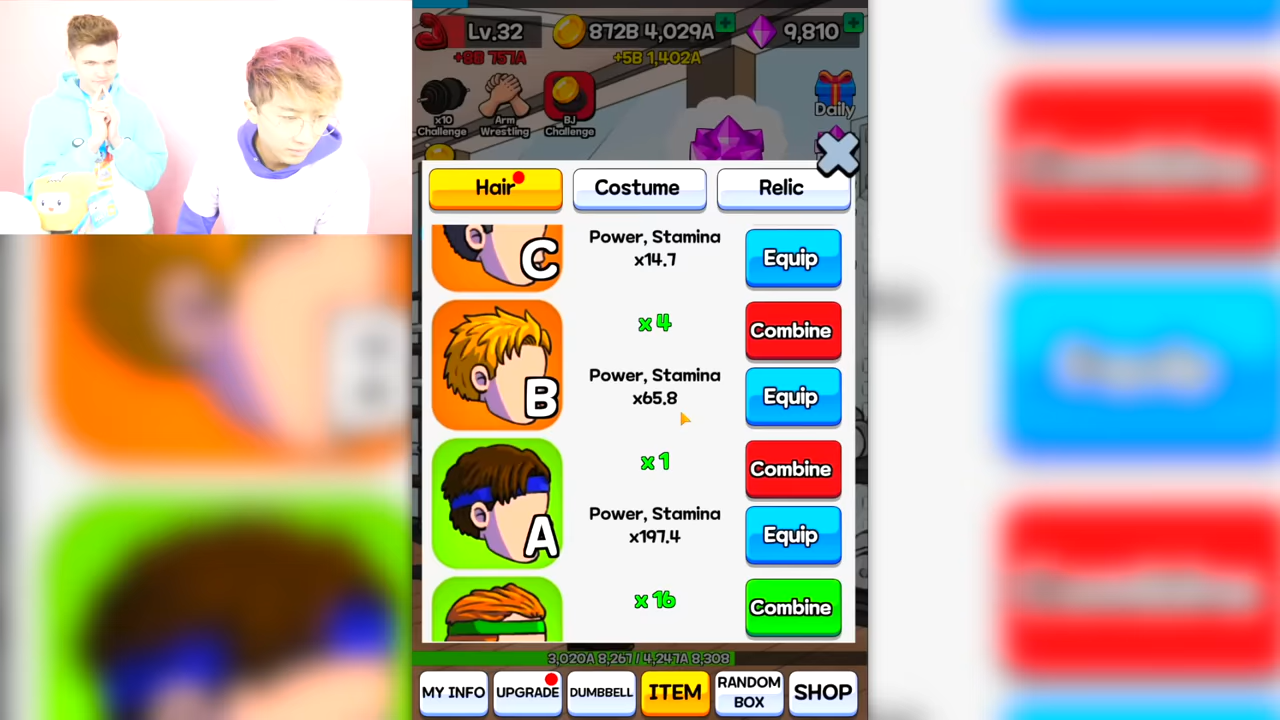 Lv.32
872B 4,029A
9,810
+8B 757A
+5B 1,402A
x10 Challenge
Arm Wrestling
BJ Challenge
Daily
Hair
Costume
Relic
C
Power, Stamina
x14.7
Equip
B
x 4
Combine
Power, Stamina
x65.8
Equip
A
x 1
Combine
Power, Stamina
x197.4
Equip
x 16
Combine
3,020A 8,267 / 4,247A 8,308
MY INFO
UPGRADE
DUMBBELL
ITEM
RANDOM
BOX
SHOP